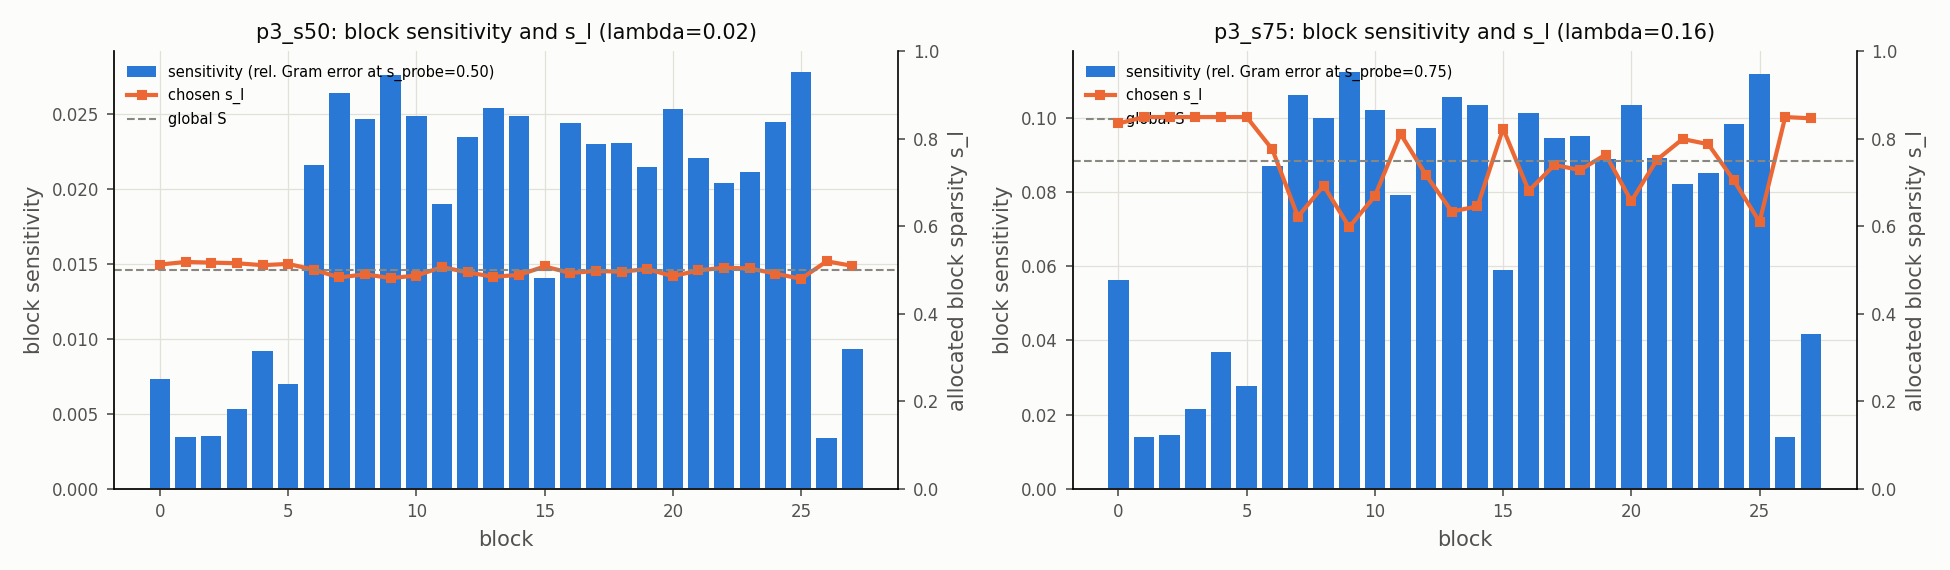 p3_s50: block sensitivity and s_l (lambda=0.02)
sensitivity (rel. Gram error at s_probe=0.50)
chosen s_l
global S
block sensitivity
0.025
0.020
0.015
0.010
0.005
0.000
0 5 10 15 20 25
block
1.0
0.8
0.6
0.4
0.2
0.0
allocated block sparsity s_l
p3_s75: block sensitivity and s_l (lambda=0.16)
sensitivity (rel. Gram error at s_probe=0.75)
chosen s_l
global S
block sensitivity
0.10
0.08
0.06
0.04
0.02
0.00
0 5 10 15 20 25
block
1.0
0.8
0.6
0.4
0.2
0.0
allocated block sparsity s_l